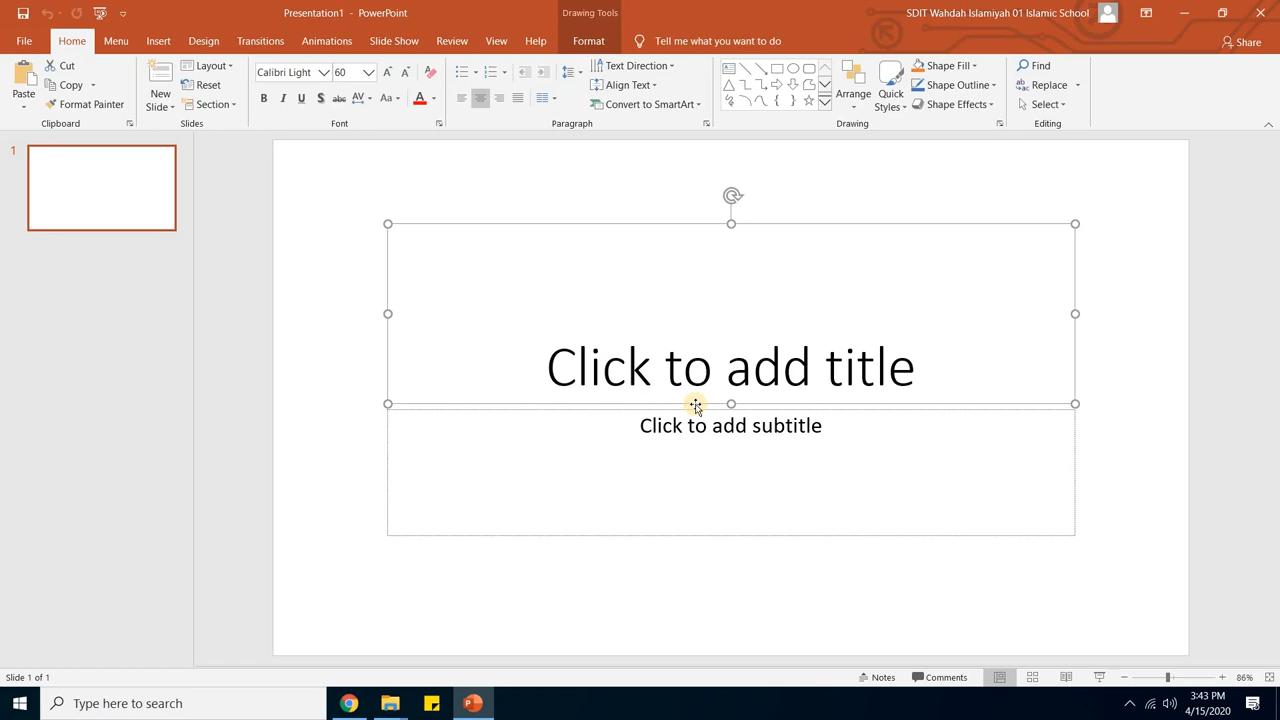 Presentation1 - PowerPoint
Drawing Tools
SDIT Wahdah Islamiyah 01 Islamic School
File Home Menu Insert Design Transitions Animations Slide Show Review View Help Format Tell me what you want to do Share
Paste
Cut
Copy
Format Painter
Clipboard
New Slide
Layout
Reset
Section
Slides
Calibri Light 60
B I U S abc AV Aa A
Font
Text Direction
Align Text
Convert to SmartArt
Paragraph
Arrange
Quick Styles
Shape Fill
Shape Outline
Shape Effects
Drawing
Find
Replace
Select
Editing
1
Click to add title
Click to add subtitle
Slide 1 of 1
Notes Comments 86%
Type here to search
3:43 PM
4/15/2020